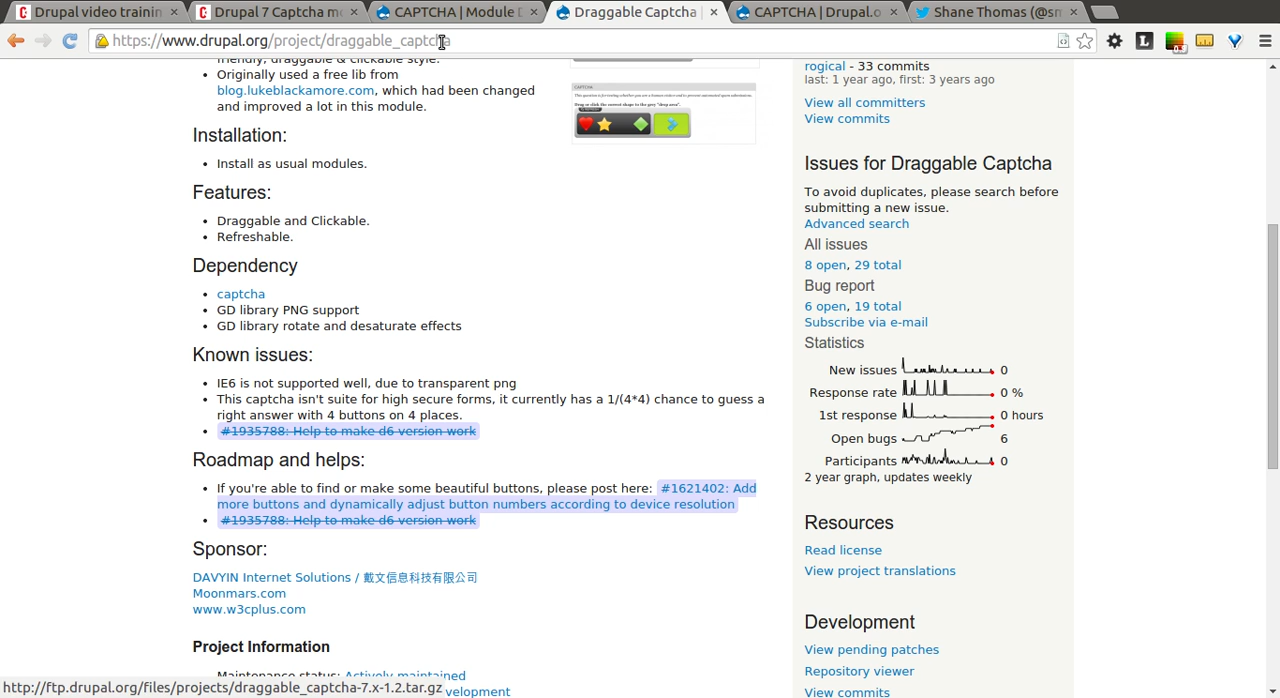 Drupal video trainin
Drupal 7 Captcha m
CAPTCHA | Module D
Draggable Captcha |
CAPTCHA | Drupal.o
Shane Thomas (@sm
https://www.drupal.org/project/draggable_captcha
friendly, draggable & clickable style.
Originally used a free lib from
blog.lukeblackamore.com, which had been changed
and improved a lot in this module.
CAPTCHA
Installation:
Install as usual modules.
Features:
Draggable and Clickable.
Refreshable.
Dependency
captcha
GD library PNG support
GD library rotate and desaturate effects
Known issues:
IE6 is not supported well, due to transparent png
This captcha isn't suite for high secure forms, it currently has a 1/(4*4) chance to guess a
right answer with 4 buttons on 4 places.
#1935788: Help to make d6 version work
Roadmap and helps:
If you're able to find or make some beautiful buttons, please post here: #1621402: Add
more buttons and dynamically adjust button numbers according to device resolution
#1935788: Help to make d6 version work
Sponsor:
DAVYIN Internet Solutions / 戴文信息科技有限公司
Moonmars.com
www.w3cplus.com
Project Information
Maintenance status: Actively maintained
velopment
http://ftp.drupal.org/files/projects/draggable_captcha-7.x-1.2.tar.gz
rogical - 33 commits
last: 1 year ago, first: 3 years ago
View all committers
View commits
Issues for Draggable Captcha
To avoid duplicates, please search before
submitting a new issue.
Advanced search
All issues
8 open, 29 total
Bug report
6 open, 19 total
Subscribe via e-mail
Statistics
New issues 0
Response rate 0 %
1st response 0 hours
Open bugs 6
Participants 0
2 year graph, updates weekly
Resources
Read license
View project translations
Development
View pending patches
Repository viewer
View commits